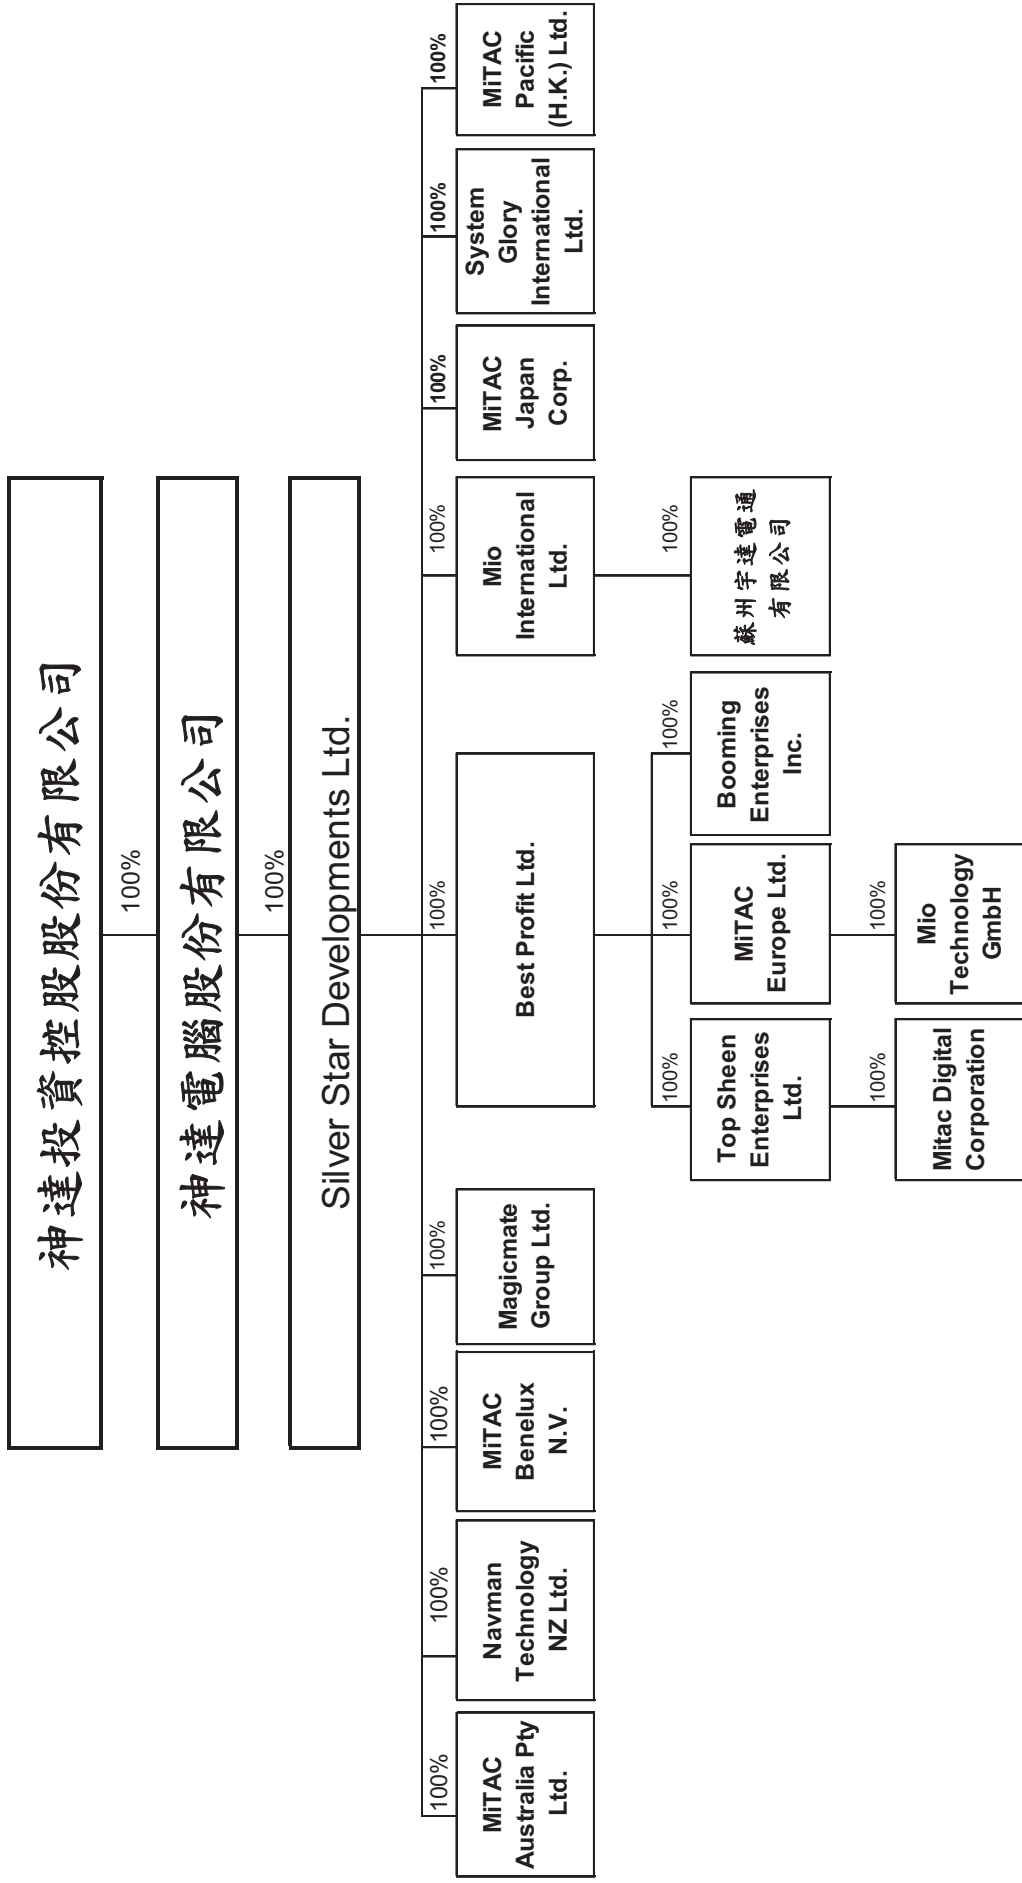 神達投資控股股份有限公司
100%
神達電腦股份有限公司
100%
Silver Star Developments Ltd.
100%
100%
100%
100%
100%
100%
100%
100%
100%
MiTAC
Australia Pty
Ltd.
Navman
Technology
NZ Ltd.
MiTAC
Benelux
N.V.
Magicmate
Group Ltd.
Best Profit Ltd.
Mio
International
Ltd.
MiTAC
Japan
Corp.
System
Glory
International
Ltd.
MiTAC
Pacific
(H.K.) Ltd.
100%
100%
100%
100%
Top Sheen
Enterprises
Ltd.
MiTAC
Europe Ltd.
Booming
Enterprises
Inc.
蘇州宇達電通
有限公司
100%
100%
Mitac Digital
Corporation
Mio
Technology
GmbH